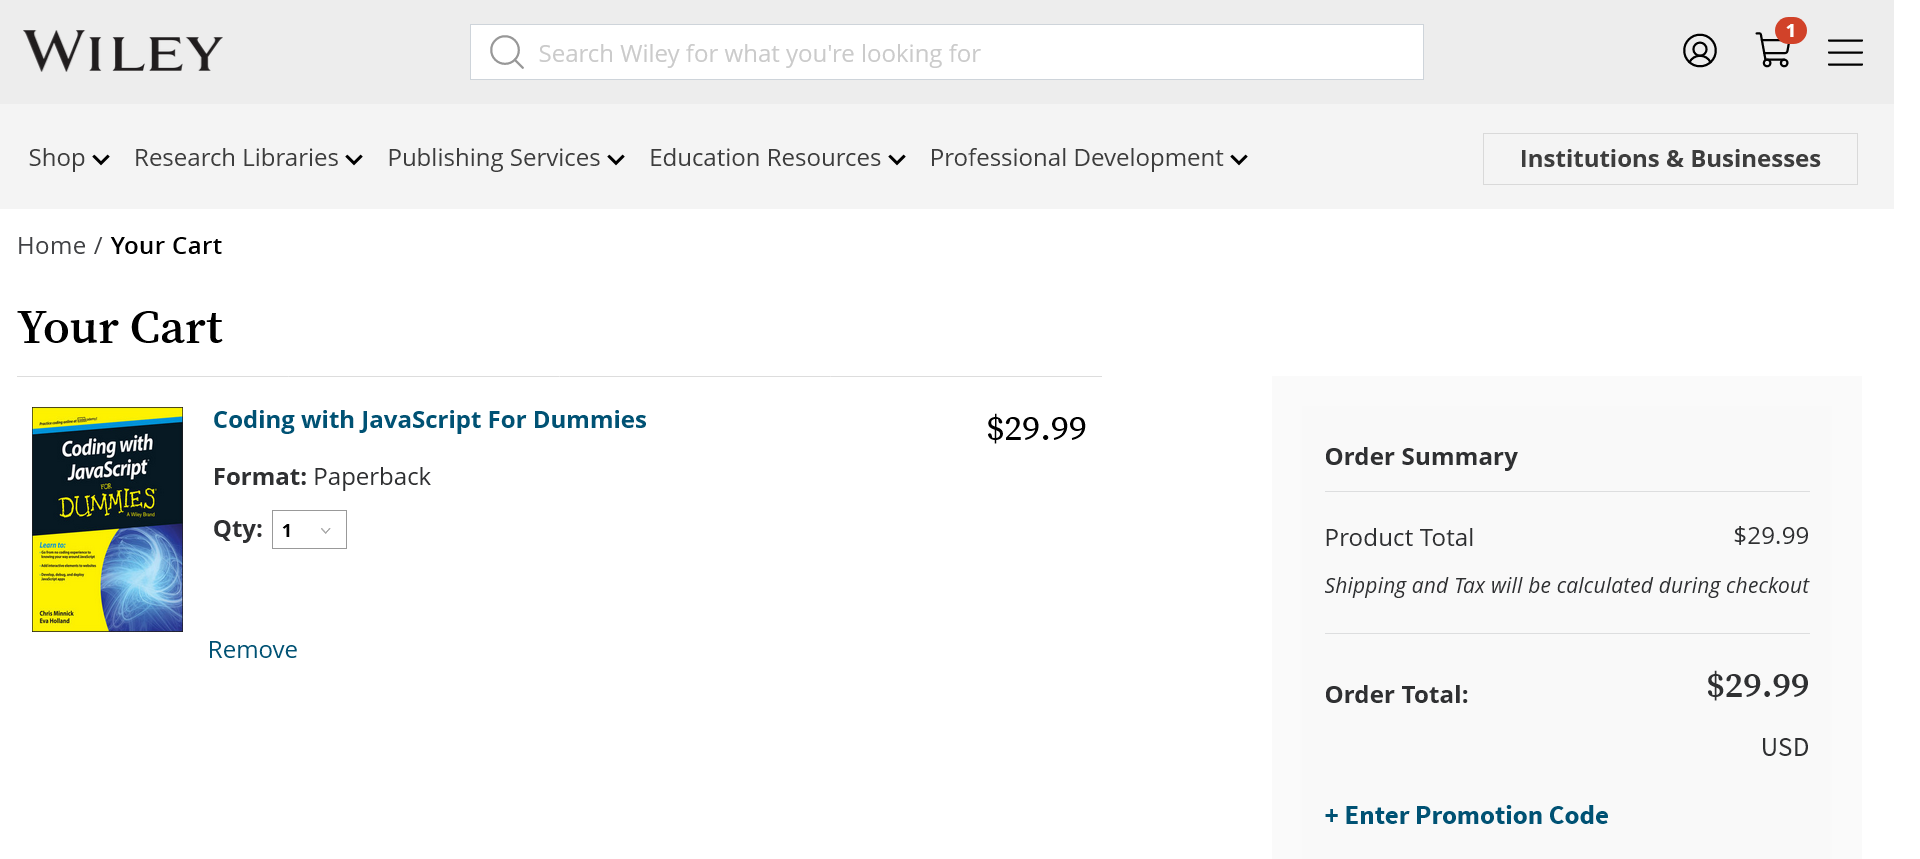 WILEY
Search Wiley for what you're looking for
1
Shop
Research Libraries
Publishing Services
Education Resources
Professional Development
Institutions & Businesses
Home / Your Cart
Your Cart
Coding with
JavaScript
FOR
DUMMIES
A Wiley Brand
Learn to:
Chris Minnick
Eva Holland
Coding with JavaScript For Dummies
$29.99
Format: Paperback
Qty: 1
Remove
Order Summary
Product Total $29.99
Shipping and Tax will be calculated during checkout
Order Total: $29.99
USD
+ Enter Promotion Code